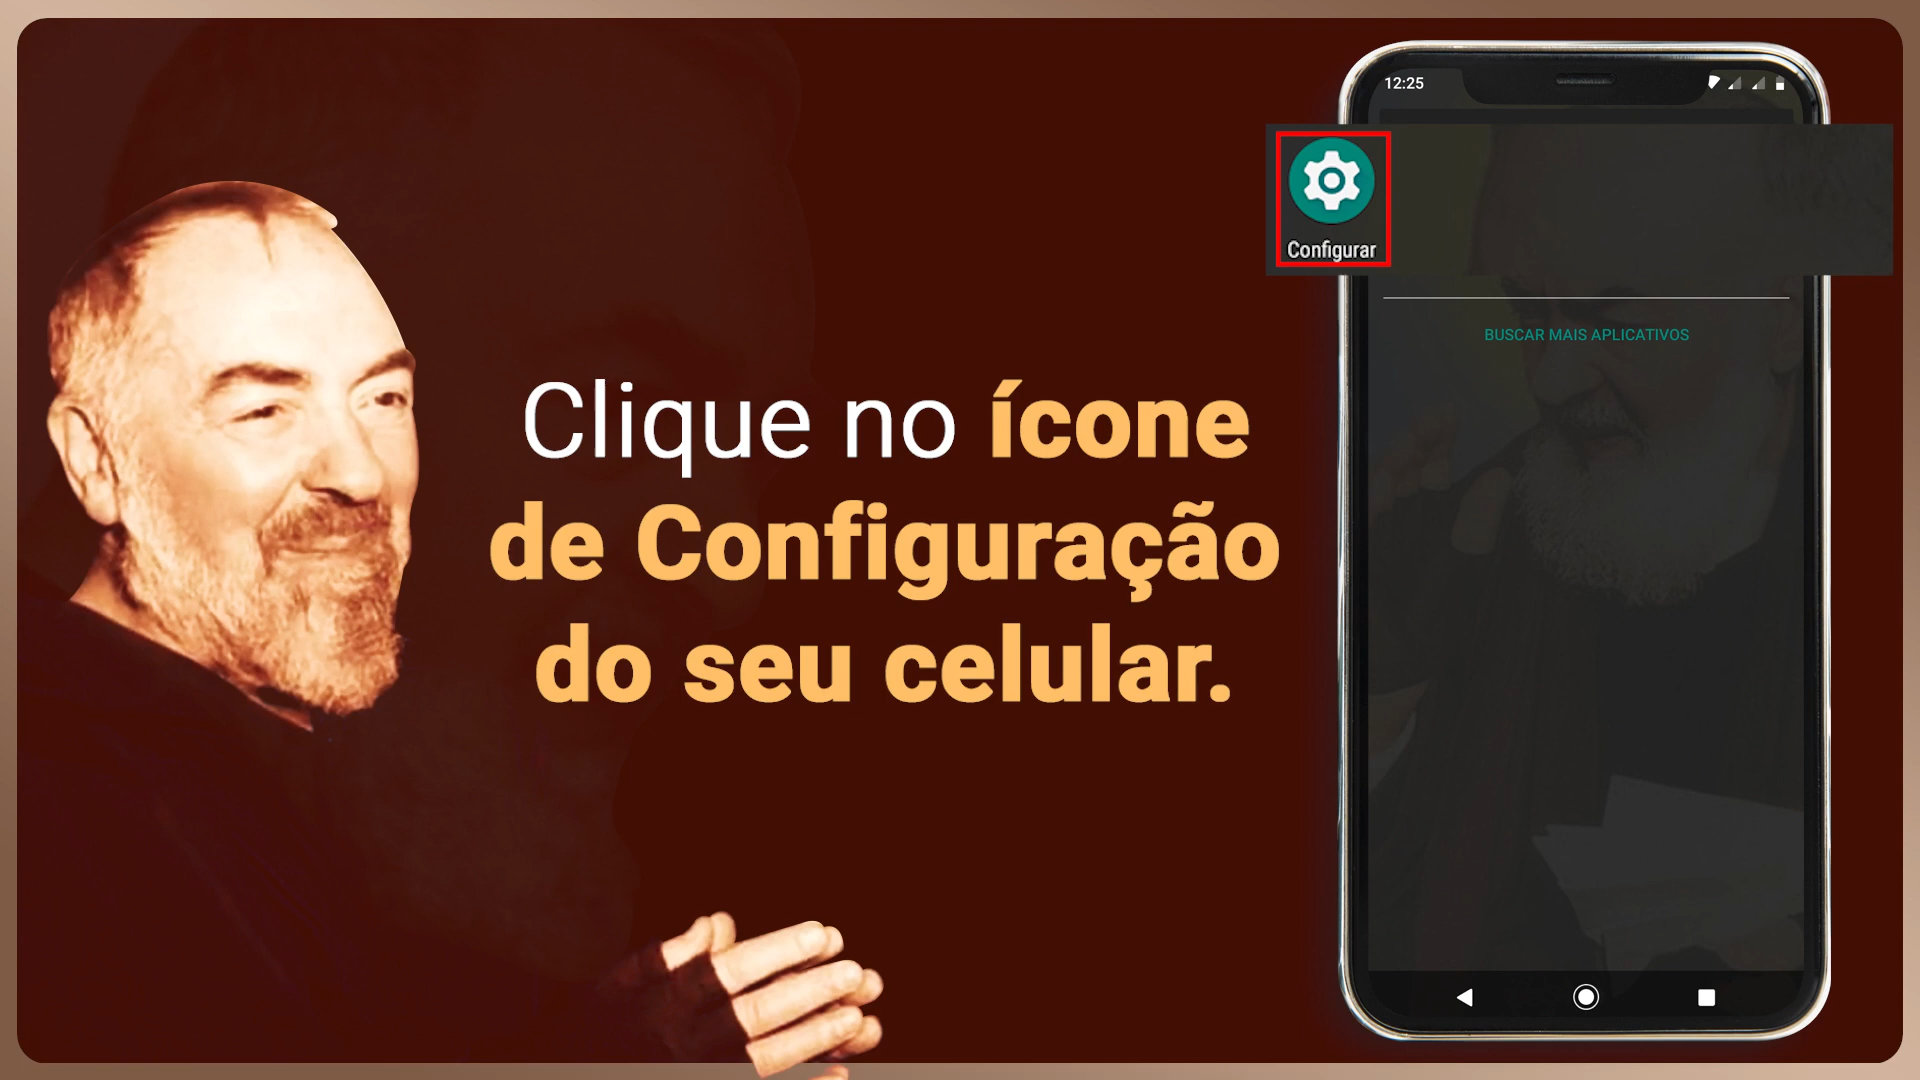 12:25
Configurar
BUSCAR MAIS APLICATIVOS
Clique no ícone
de Configuração
do seu celular.